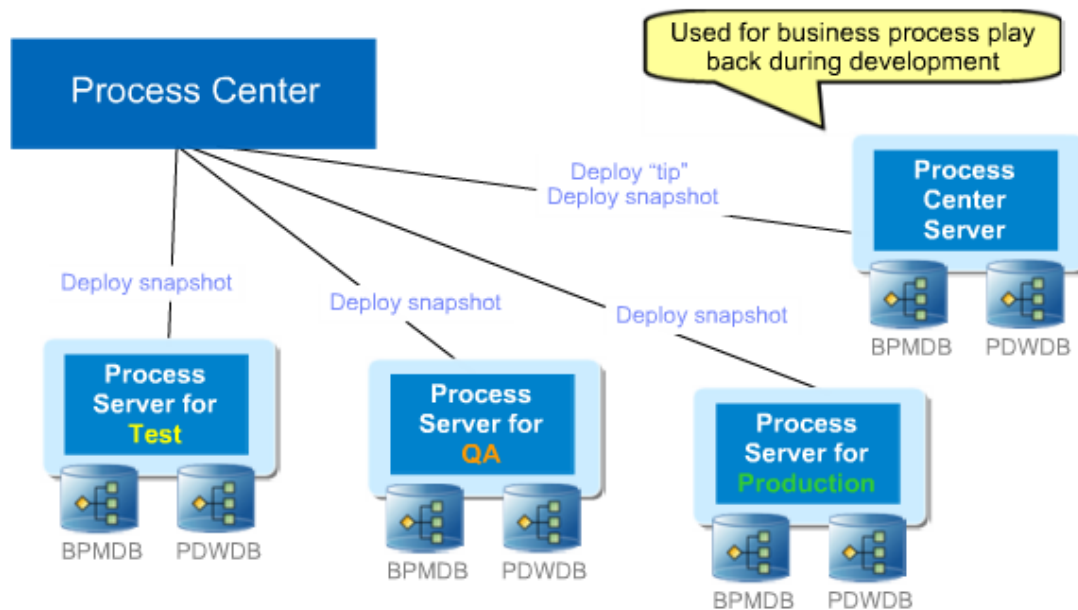 Used for business process play
back during development
Process Center
Deploy “tip”
Deploy snapshot
Process
Center
Server
BPMDB
PDWDB
Deploy snapshot
Deploy snapshot
Deploy snapshot
Process
Server for
Test
BPMDB
PDWDB
Process
Server for
QA
BPMDB
PDWDB
Process
Server for
Production
BPMDB
PDWDB